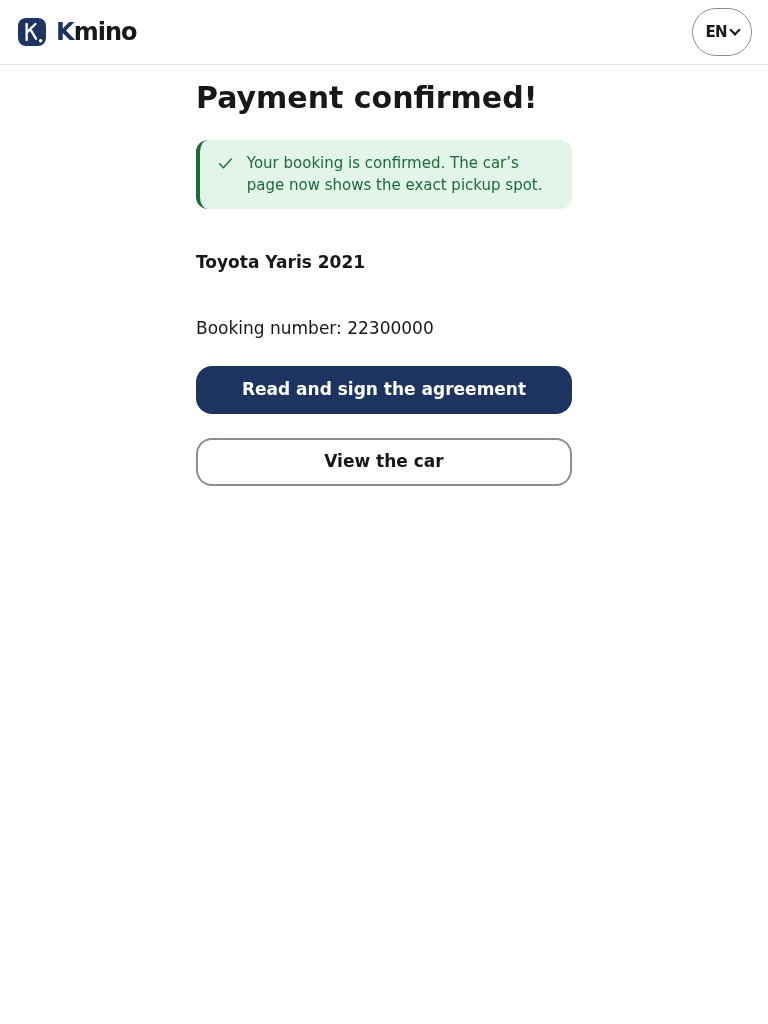 K. Kmino
EN
Payment confirmed!
Your booking is confirmed. The car’s
page now shows the exact pickup spot.
Toyota Yaris 2021
Booking number: 22300000
Read and sign the agreement
View the car